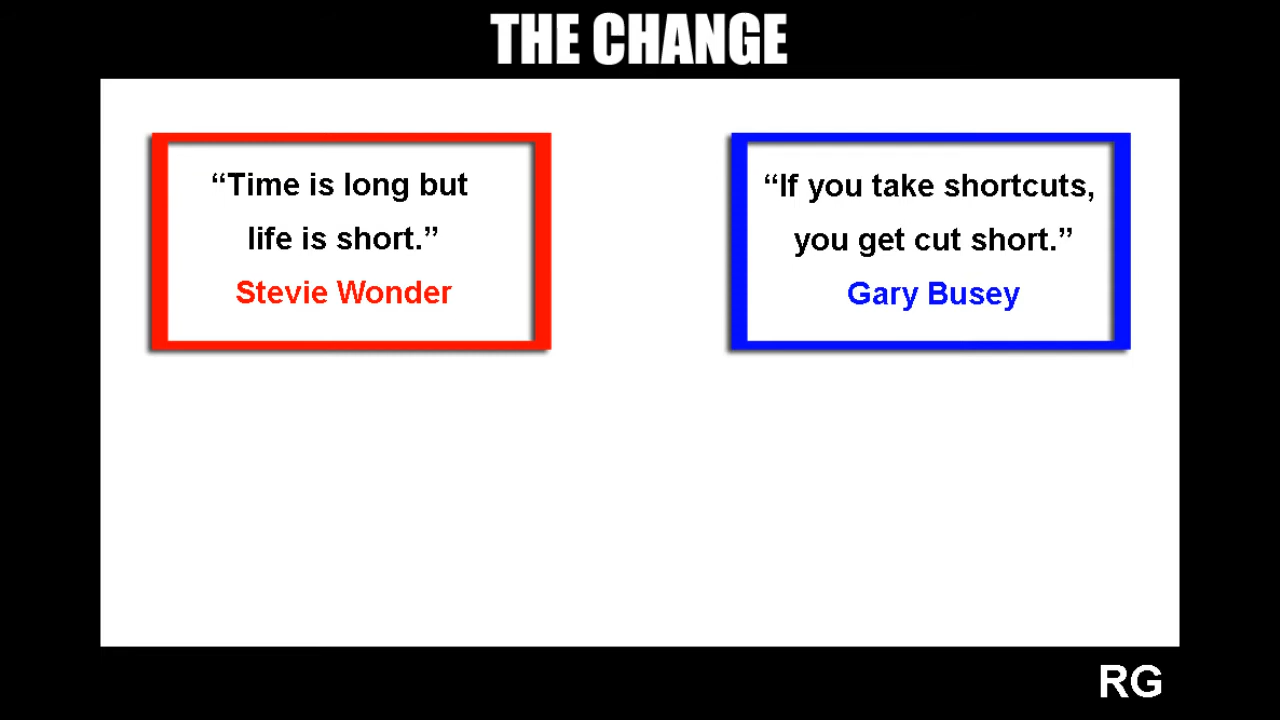 THE CHANGE
“Time is long but
life is short.”
Stevie Wonder
“If you take shortcuts,
you get cut short.”
Gary Busey
RG